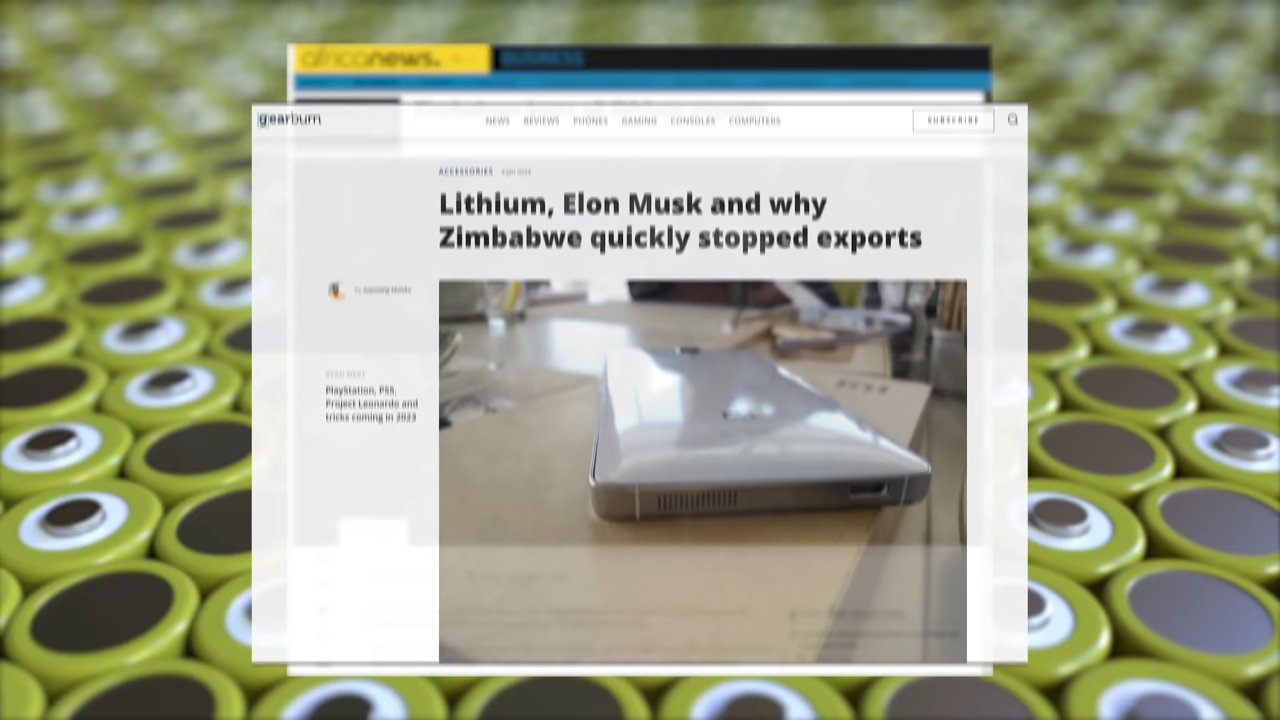 africanews.
BUSINESS
gearburn
NEWS REVIEWS PHONES GAMING CONSOLES COMPUTERS
SUBSCRIBE
ACCESSORIES
Lithium, Elon Musk and why
Zimbabwe quickly stopped exports
READ NEXT
PlayStation, PS5,
Project Leonardo and
tricks coming in 2023